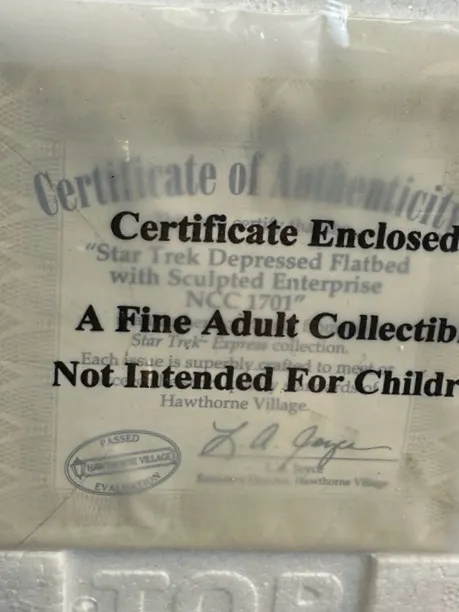 Certificate of Authenticity
Certificate Enclosed
"Star Trek Depressed Flatbed
with Sculpted Enterprise
NCC 1701"
A Fine Adult Collectib
Star Trek Express collection.
Each issue is superbly crafted to meet or
Not Intended For Childr
Hawthorne Village.
PASSED
HAWTHORNE VILLAGE
EVALUATION
L. A. Joyce
Hawthorne Village
TOP